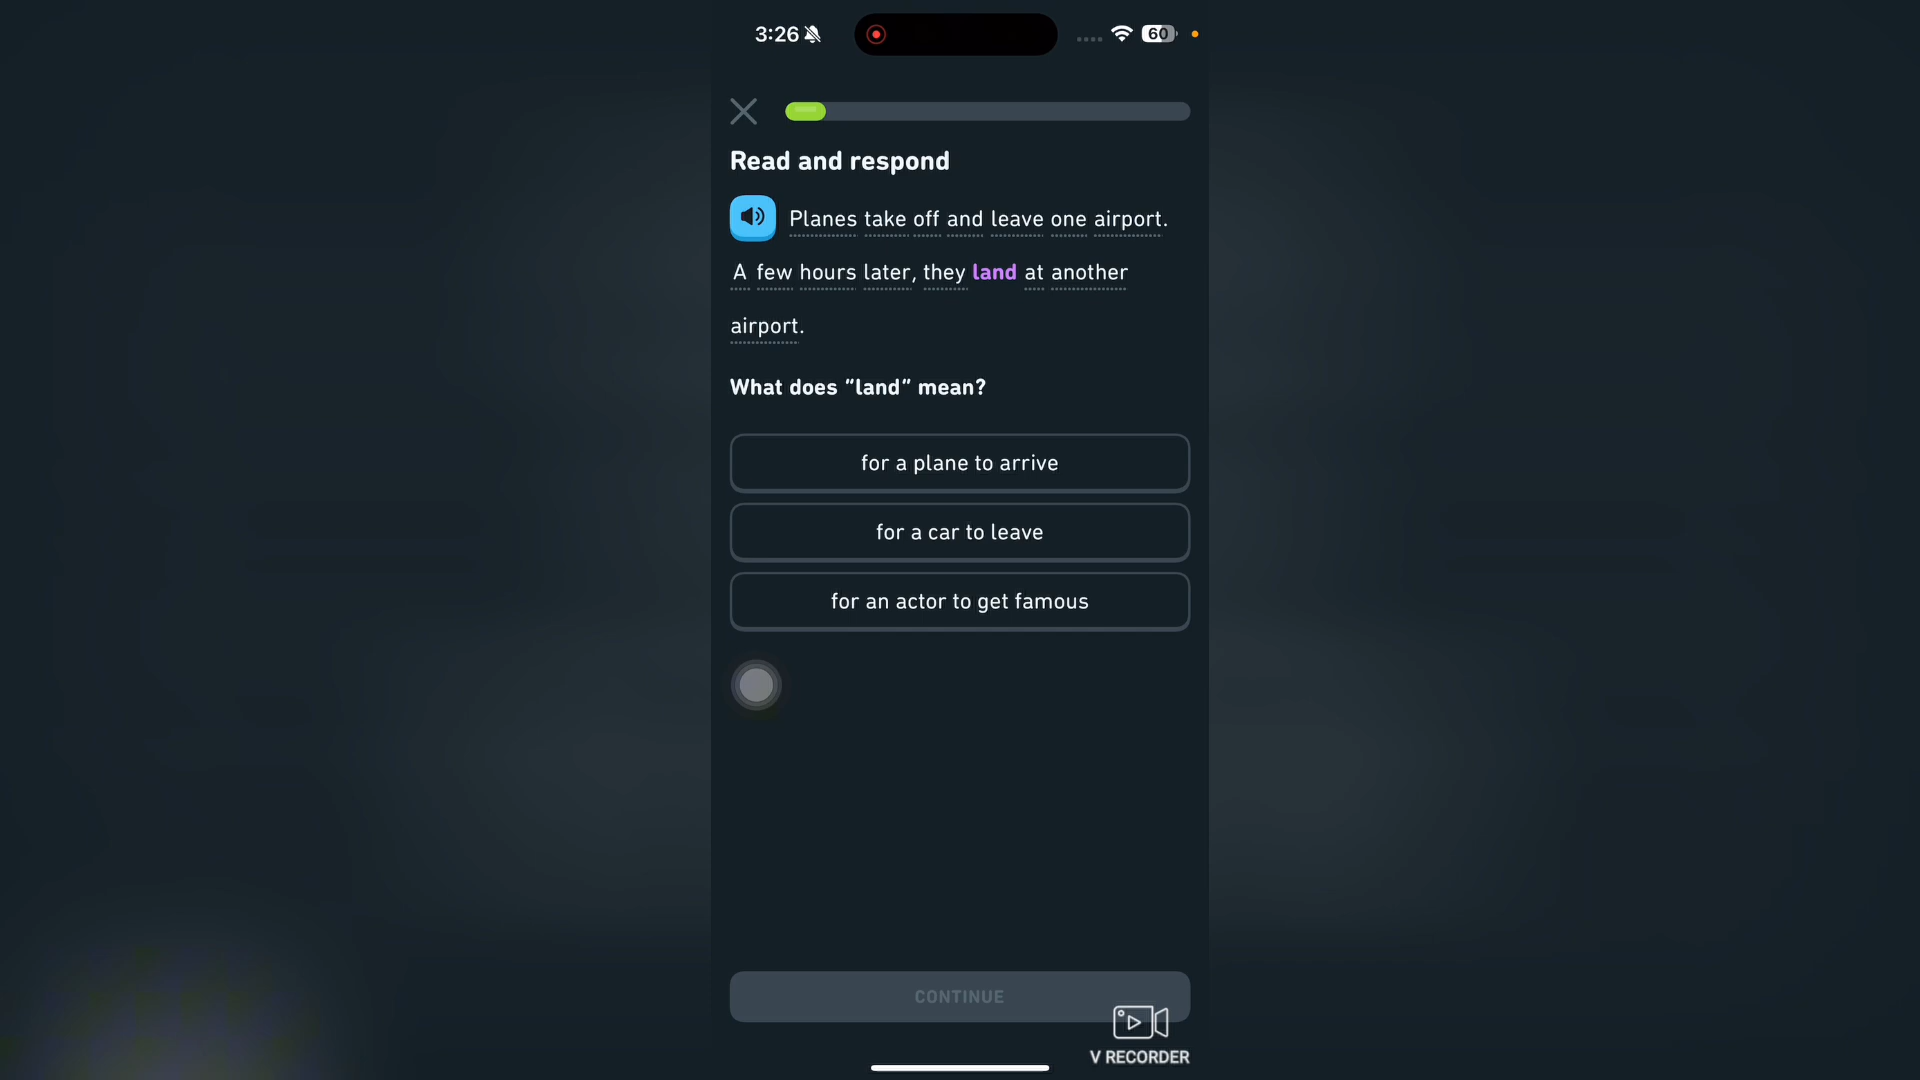 3:26
60
Read and respond
Planes take off and leave one airport.
A few hours later, they land at another
airport.
What does “land” mean?
for a plane to arrive
for a car to leave
for an actor to get famous
CONTINUE
V RECORDER